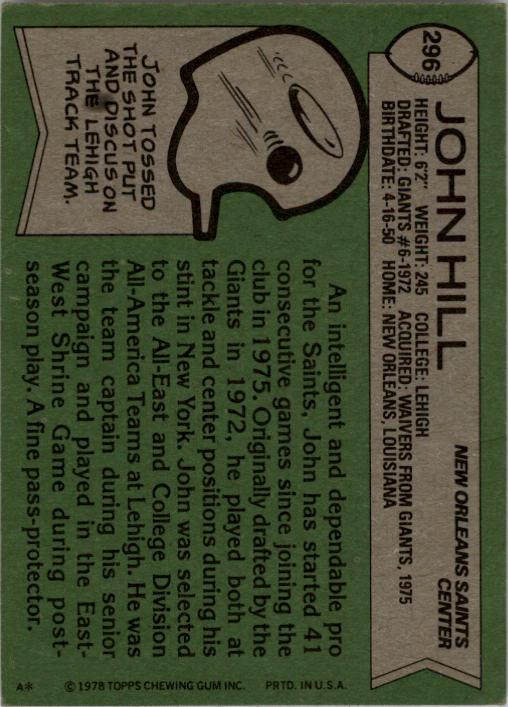 296
JOHN HILL
NEW ORLEANS SAINTS
CENTER
HEIGHT: 6'2" WEIGHT: 245 COLLEGE: LEHIGH
DRAFTED: GIANTS #6-1972 ACQUIRED: WAIVERS FROM GIANTS, 1975
BIRTHDATE: 4-16-50 HOME: NEW ORLEANS, LOUISIANA
JOHN TOSSED
THE SHOT PUT
AND DISCUS ON
THE LEHIGH
TRACK TEAM.
An intelligent and dependable pro
for the Saints, John has started 41
consecutive games since joining the
club in 1975. Originally drafted by the
Giants in 1972, he played both at
tackle and center positions during his
stint in New York. John was selected
to the All-East and College Division
All-America Teams at Lehigh. He was
the team captain during his senior
campaign and played in the East-
West Shrine Game during post-
season play. A fine pass-protector.
A* © 1978 TOPPS CHEWING GUM INC. PRTD. IN U.S.A.